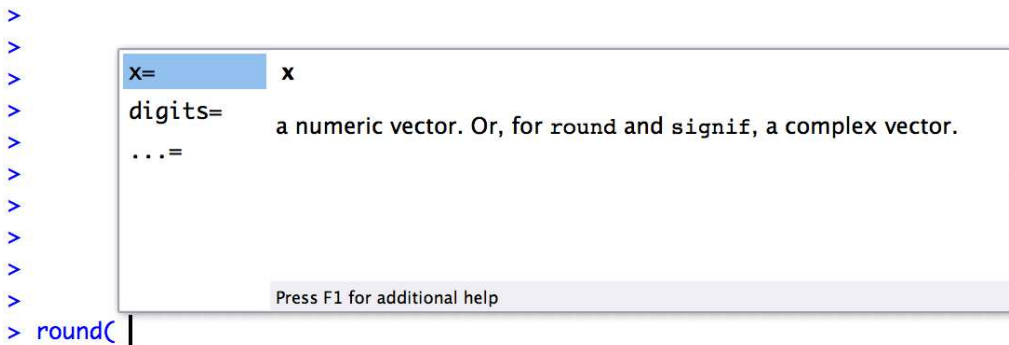 >
>
>
x=
x
>
digits=
a numeric vector. Or, for round and signif, a complex vector.
>
...=
>
>
>
>
>
Press F1 for additional help
> round(